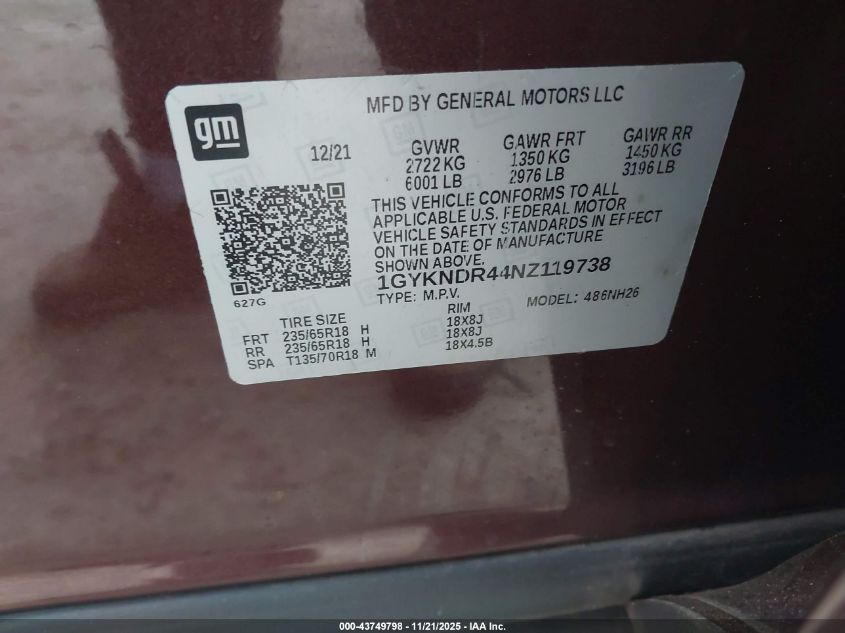 gm
MFD BY GENERAL MOTORS LLC
12/21
GVWR GAWR FRT GAWR RR
2722 KG 1350 KG 1450 KG
6001 LB 2976 LB 3196 LB
THIS VEHICLE CONFORMS TO ALL
APPLICABLE U.S. FEDERAL MOTOR
VEHICLE SAFETY STANDARDS IN EFFECT
ON THE DATE OF MANUFACTURE
SHOWN ABOVE.
1GYKNDR44NZ119738
TYPE: M.P.V. MODEL: 486NH26
627G
TIRE SIZE RIM
FRT 235/65R18 H 18X8J
RR 235/65R18 H 18X8J
SPA T135/70R18 M 18X4.5B
000-43749798 - 11/21/2025 - IAA Inc.